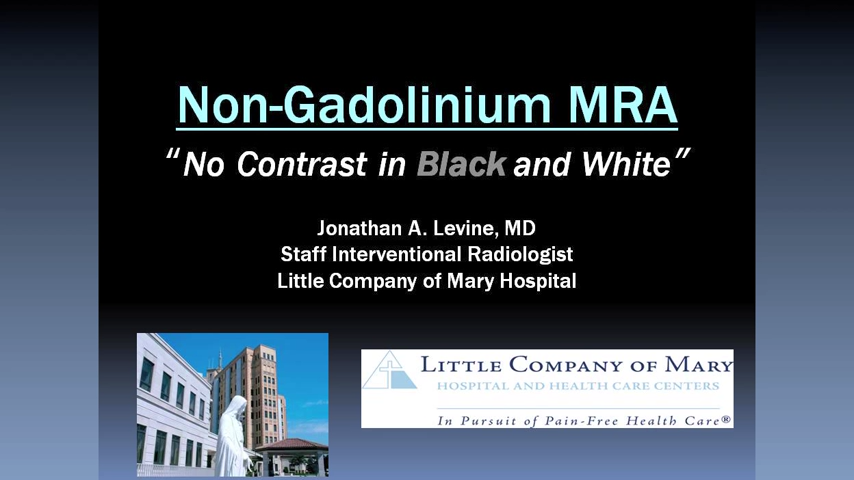 Non-Gadolinium MRA
“No Contrast in Black and White”
Jonathan A. Levine, MD
Staff Interventional Radiologist
Little Company of Mary Hospital
LITTLE COMPANY OF MARY
HOSPITAL AND HEALTH CARE CENTERS
In Pursuit of Pain-Free Health Care®